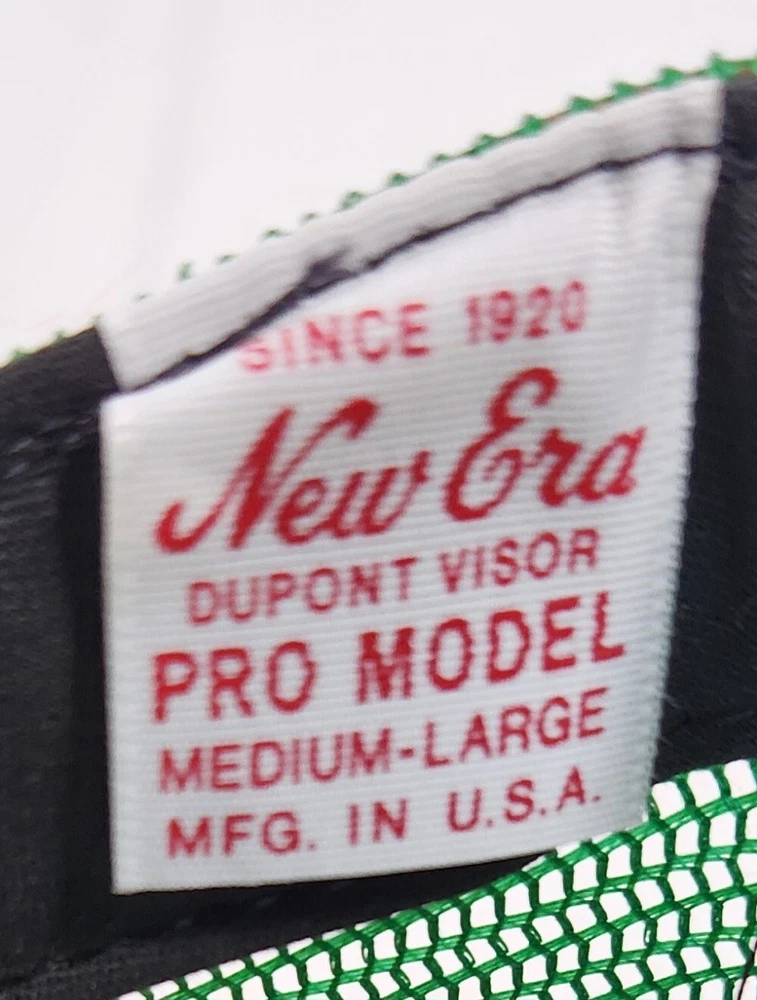 SINCE 1920
New Era
DUPONT VISOR
PRO MODEL
MEDIUM-LARGE
MFG. IN U.S.A.